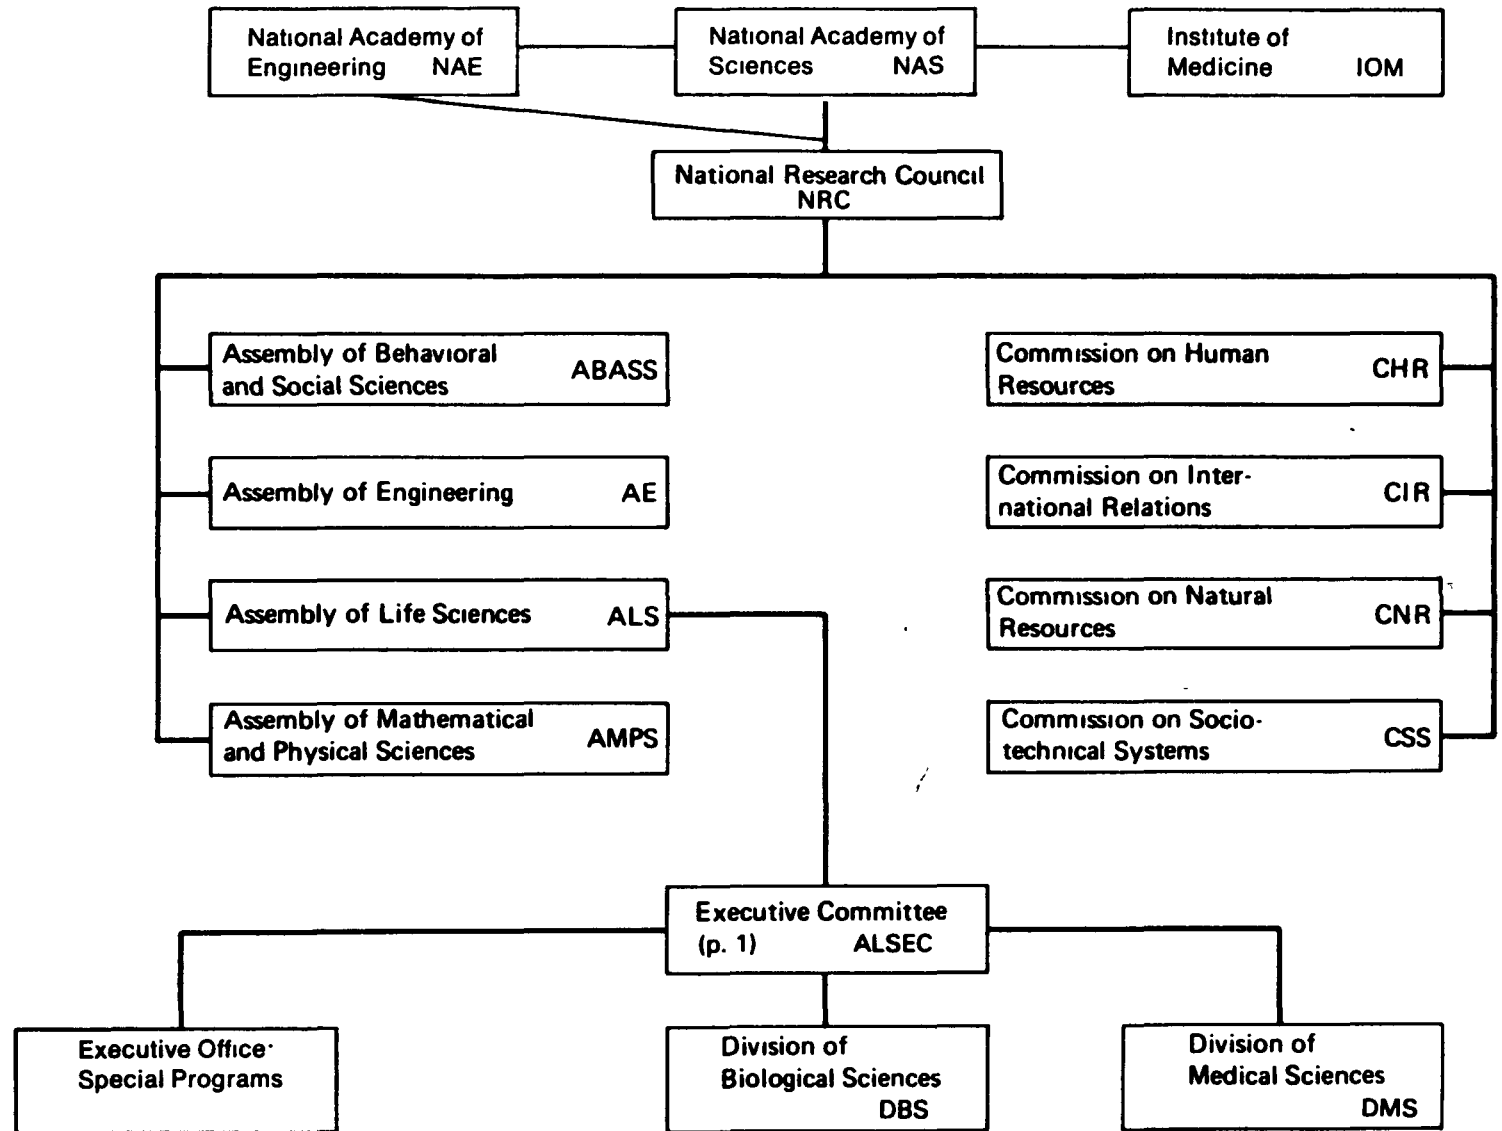 National Academy of
Engineering NAE
National Academy of
Sciences NAS
Institute of
Medicine IOM
National Research Council
NRC
Assembly of Behavioral
and Social Sciences ABASS
Assembly of Engineering AE
Assembly of Life Sciences ALS
Assembly of Mathematical
and Physical Sciences AMPS
Commission on Human
Resources CHR
Commission on Inter-
national Relations CIR
Commission on Natural
Resources CNR
Commission on Socio-
technical Systems CSS
Executive Committee
(p. 1) ALSEC
Executive Office·
Special Programs
Division of
Biological Sciences
DBS
Division of
Medical Sciences
DMS